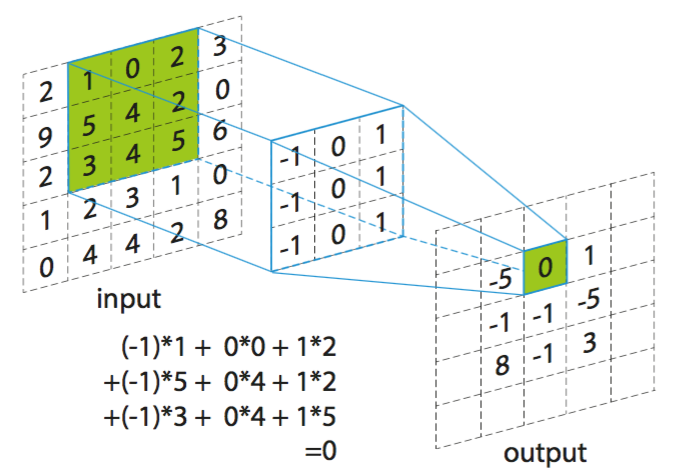 2 1 0 2 3
9 5 4 2 0
2 3 4 5 6
1 2 3 1 0
0 4 4 2 8
input
-1 0 1
-1 0 1
-1 0 1
-5 0 1
-1 -1 -5
8 -1 3
output
(-1)*1 + 0*0 + 1*2
+(-1)*5 + 0*4 + 1*2
+(-1)*3 + 0*4 + 1*5
=0